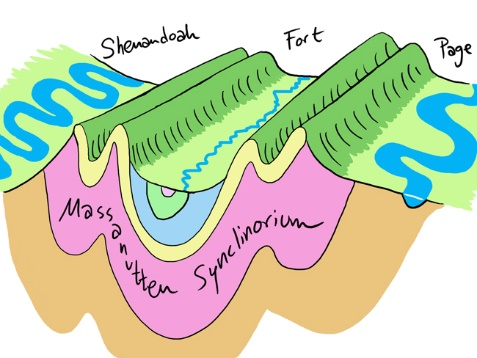 Shenandoah
Fort
Page
Massanutten Synclinorium